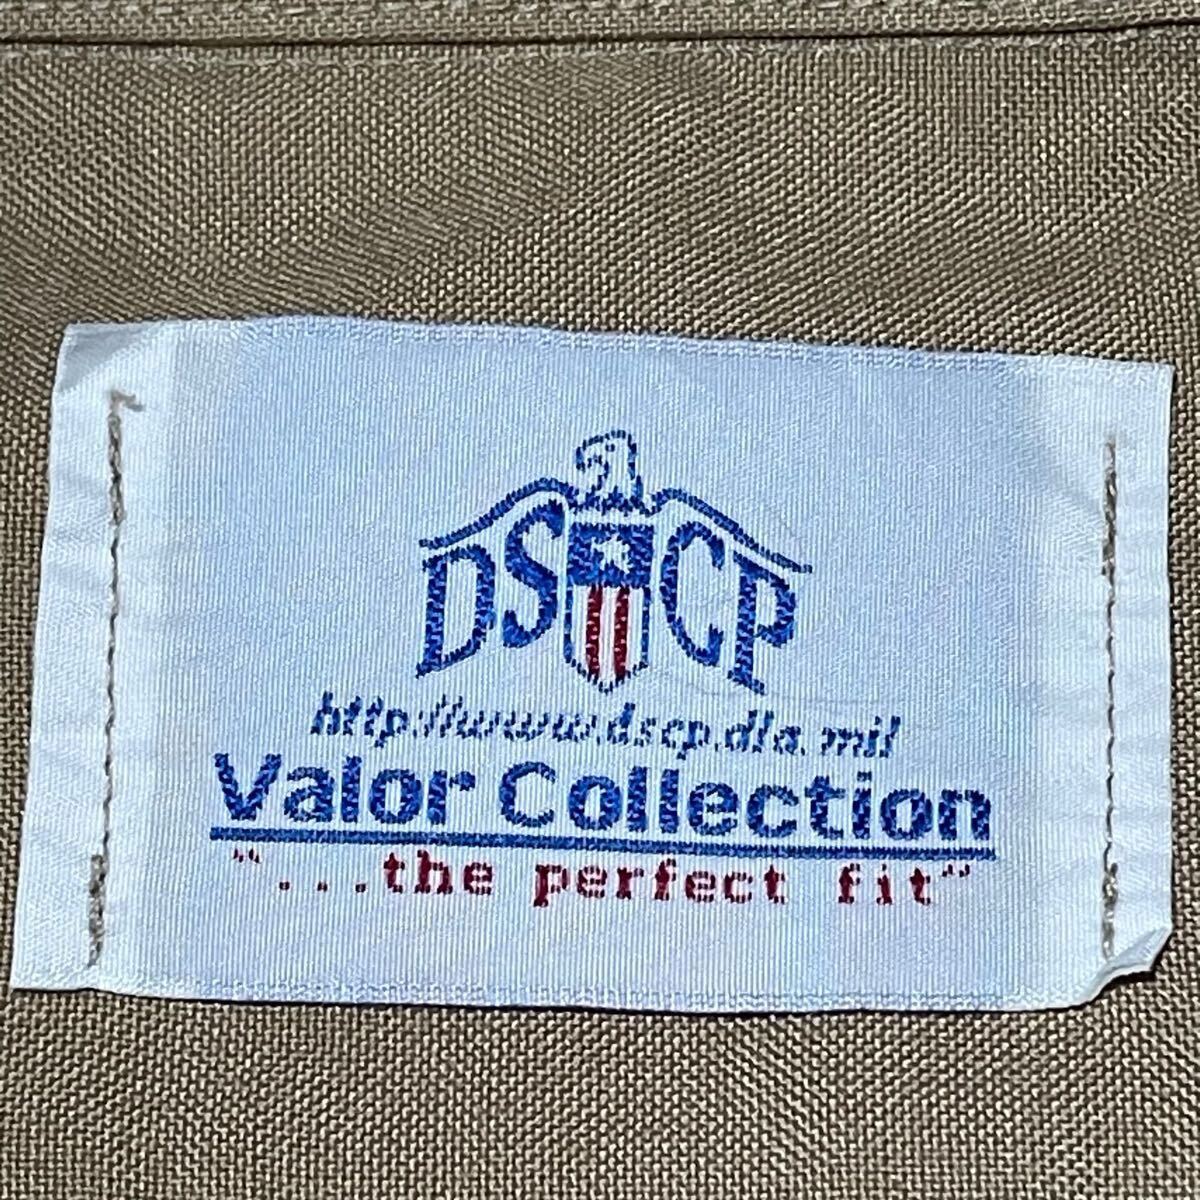 DSCP
http://www.dscp.dla.mil
Valor Collection
"...the perfect fit"